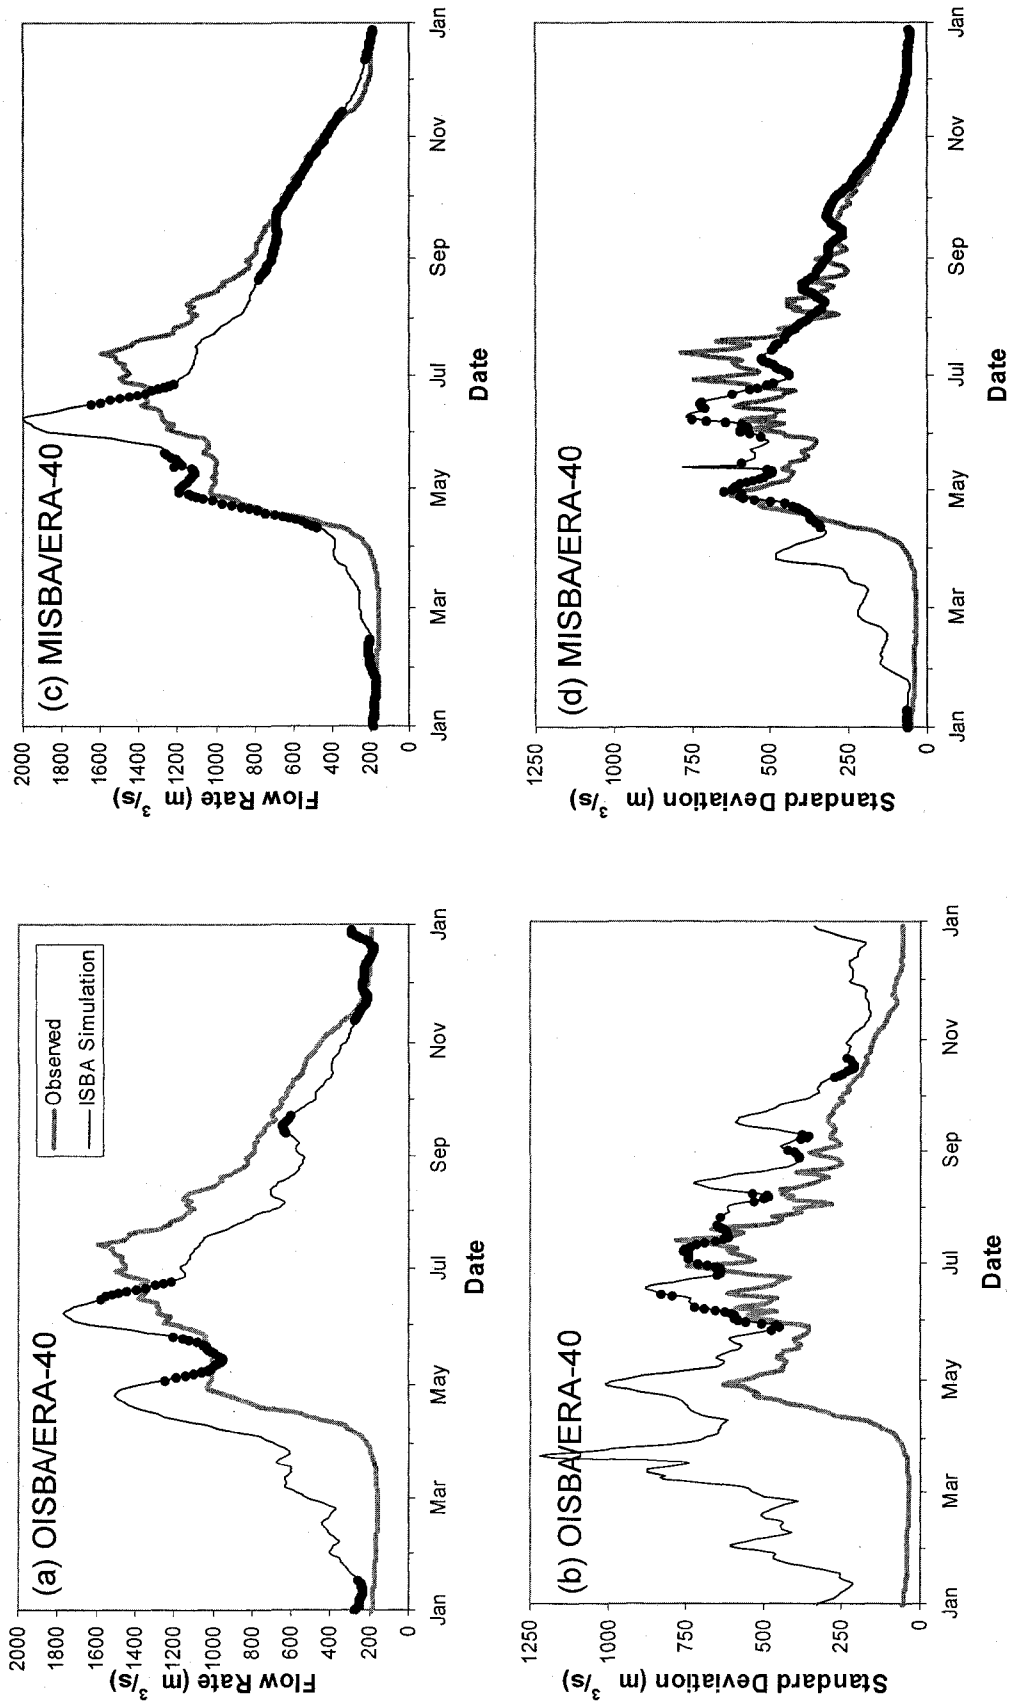 (a) OISBA/ERA-40
Observed
ISBA Simulation
Flow Rate (m³/s)
2000
1800
1600
1400
1200
1000
800
600
400
200
0
Jan
Mar
May
Jul
Sep
Nov
Jan
Date
(c) MISBA/ERA-40
Flow Rate (m³/s)
2000
1800
1600
1400
1200
1000
800
600
400
200
0
Jan
Mar
May
Jul
Sep
Nov
Jan
Date
(b) OISBA/ERA-40
Standard Deviation (m³/s)
1250
1000
750
500
250
0
Jan
Mar
May
Jul
Sep
Nov
Jan
Date
(d) MISBA/ERA-40
Standard Deviation (m³/s)
1250
1000
750
500
250
0
Jan
Mar
May
Jul
Sep
Nov
Jan
Date